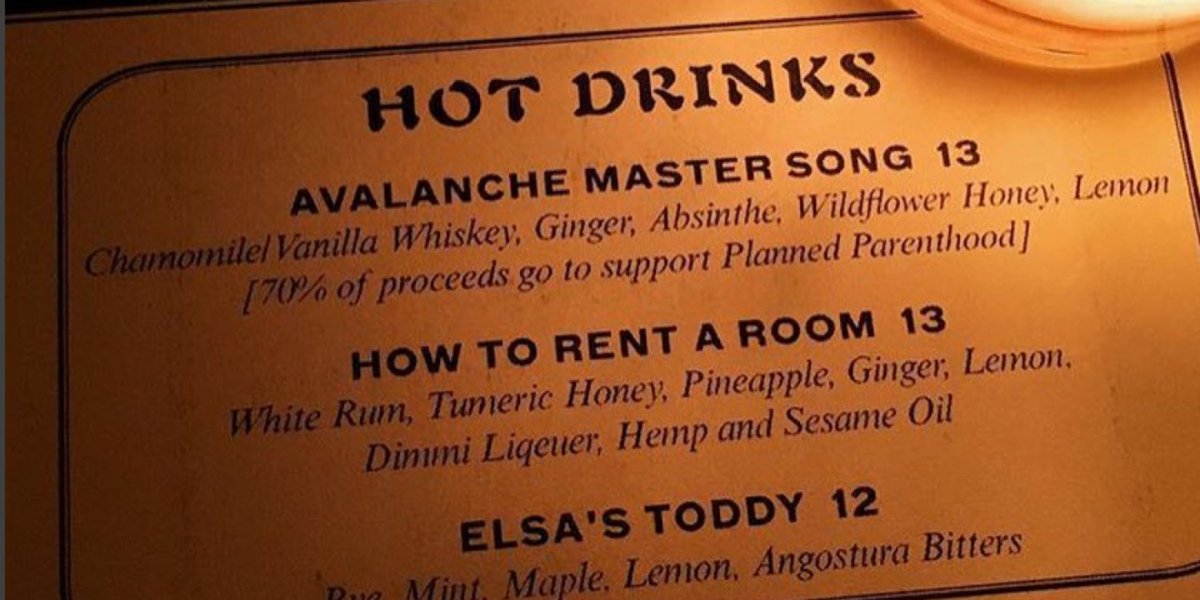 HOT DRINKS
AVALANCHE MASTER SONG 13
Chamomile/Vanilla Whiskey, Ginger, Absinthe, Wildflower Honey, Lemon
[70% of proceeds go to support Planned Parenthood]
HOW TO RENT A ROOM 13
White Rum, Tumeric Honey, Pineapple, Ginger, Lemon,
Dimmi Liqeuer, Hemp and Sesame Oil
ELSA'S TODDY 12
Rye, Mint, Maple, Lemon, Angostura Bitters